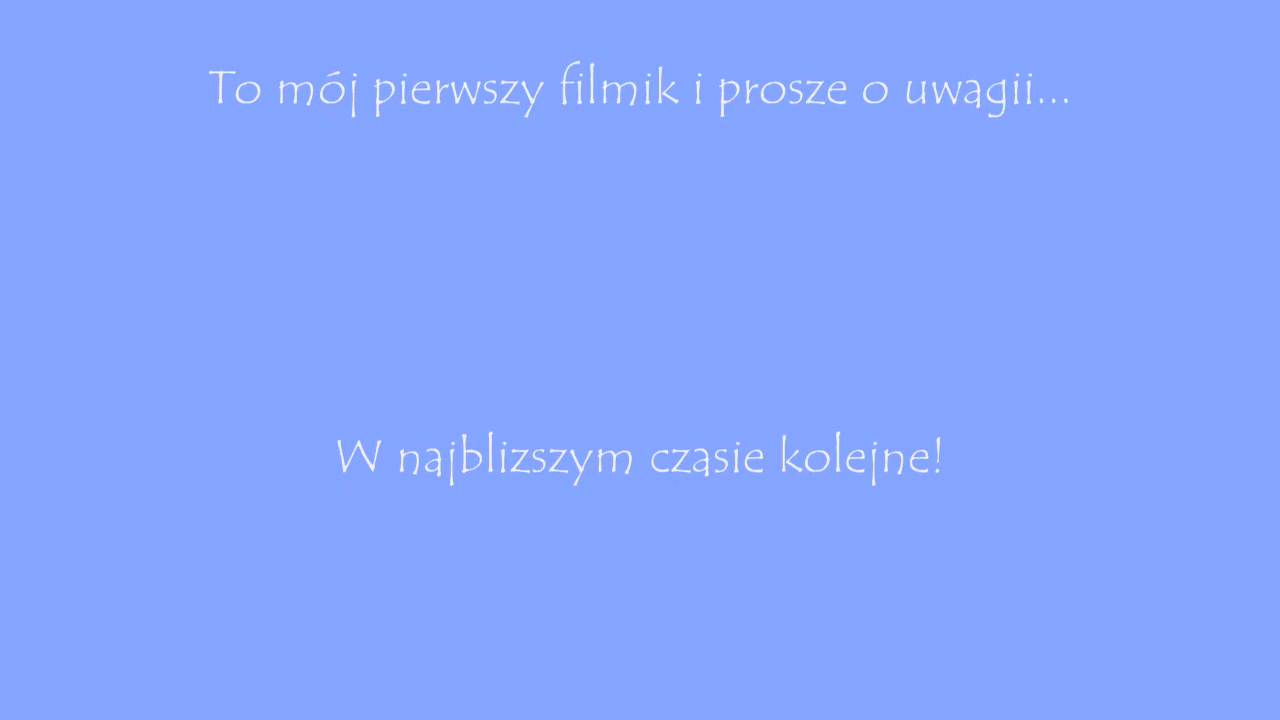 To mój pierwszy filmik i prosze o uwagii...
W najblizszym czasie kolejne!